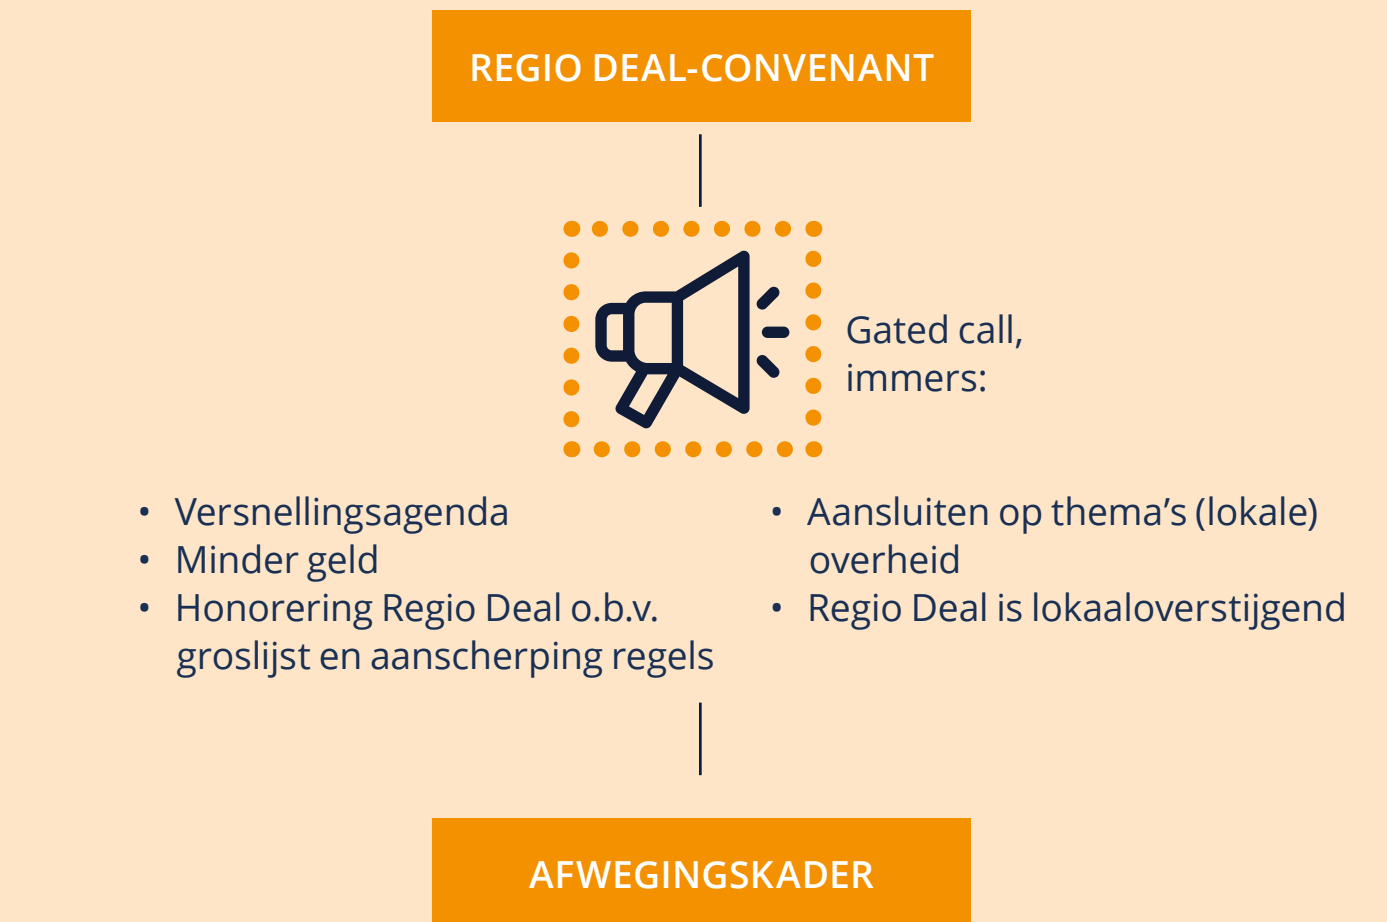 REGIO DEAL-CONVENANT
Gated call,
immers:
• Versnellingsagenda
• Minder geld
• Honorering Regio Deal o.b.v.
groslijst en aanscherping regels
• Aansluiten op thema’s (lokale)
overheid
• Regio Deal is lokaaloverstijgend
AFWEGINGSKADER